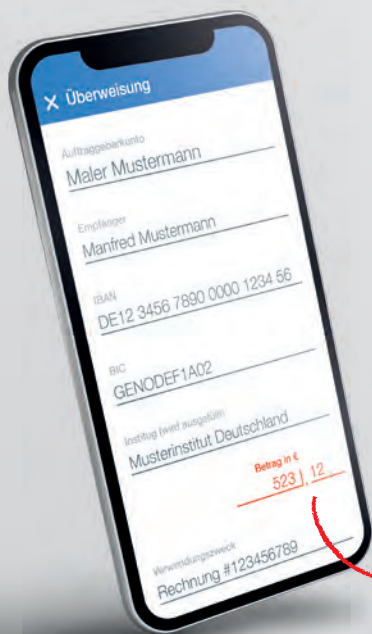 X Überweisung
Auftraggeberkonto
Maler Mustermann
Empfänger
Manfred Mustermann
IBAN
DE12 3456 7890 0000 1234 56
BIC
GENODEF1A02
Institug (wird ausgefüllt)
Musterinstitut Deutschland
Betrag in €
523 , 12
Verwendungszweck
Rechnung #123456789